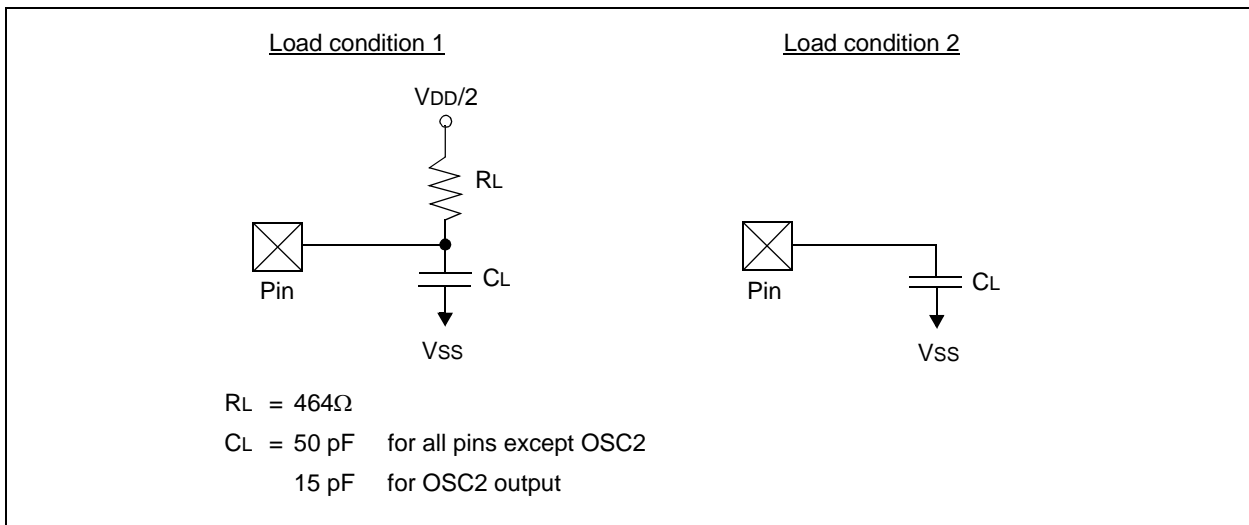 Load condition 1
VDD/2
RL
Pin
CL
VSS
Load condition 2
Pin
CL
VSS
RL = 464Ω
CL = 50 pF for all pins except OSC2
15 pF for OSC2 output